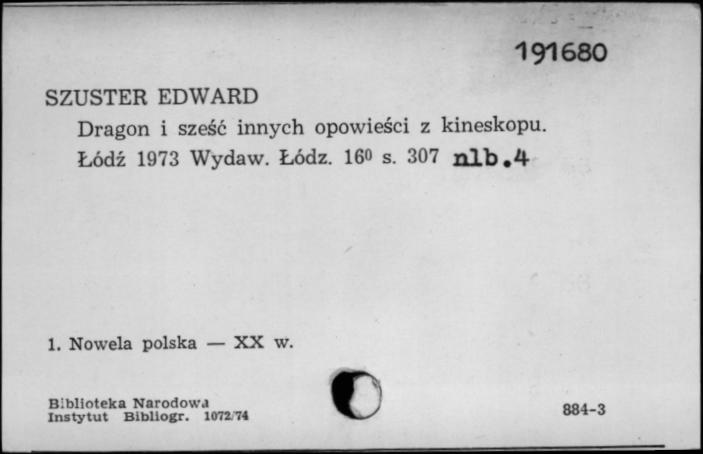 191680
SZUSTER EDWARD
Dragon i sześć innych opowieści z kineskopu.
Łódź 1973 Wydaw. Łódz. 16⁰ s. 307 nlb.4
1. Nowela polska — XX w.
Biblioteka Narodowa
Instytut Bibliogr. 1072/74
884-3